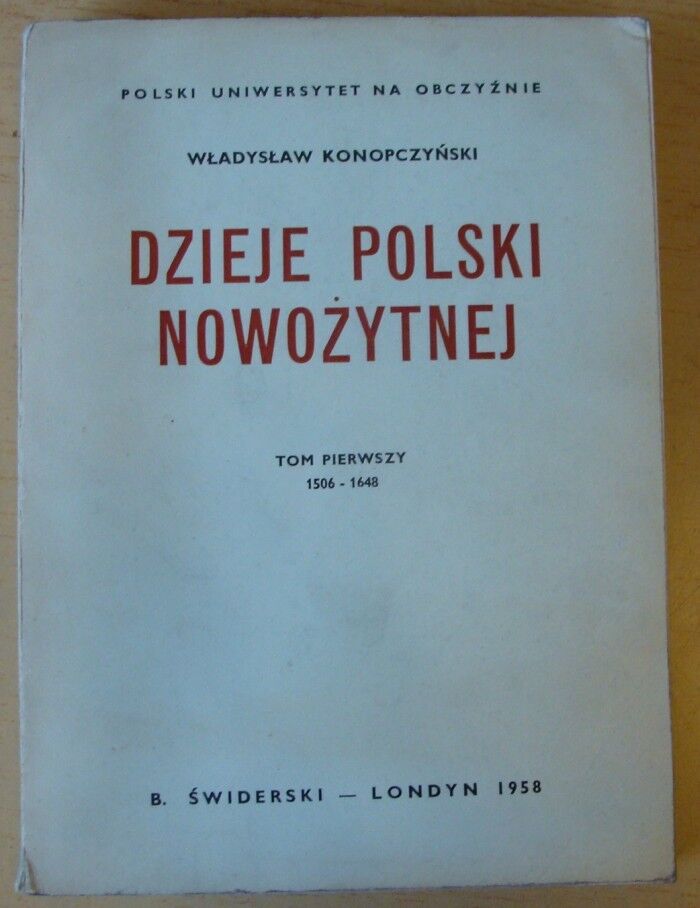 POLSKI UNIWERSYTET NA OBCZYŹNIE
WŁADYSŁAW KONOPCZYŃSKI
DZIEJE POLSKI
NOWOŻYTNEJ
TOM PIERWSZY
1506 - 1648
B. ŚWIDERSKI — LONDYN 1958